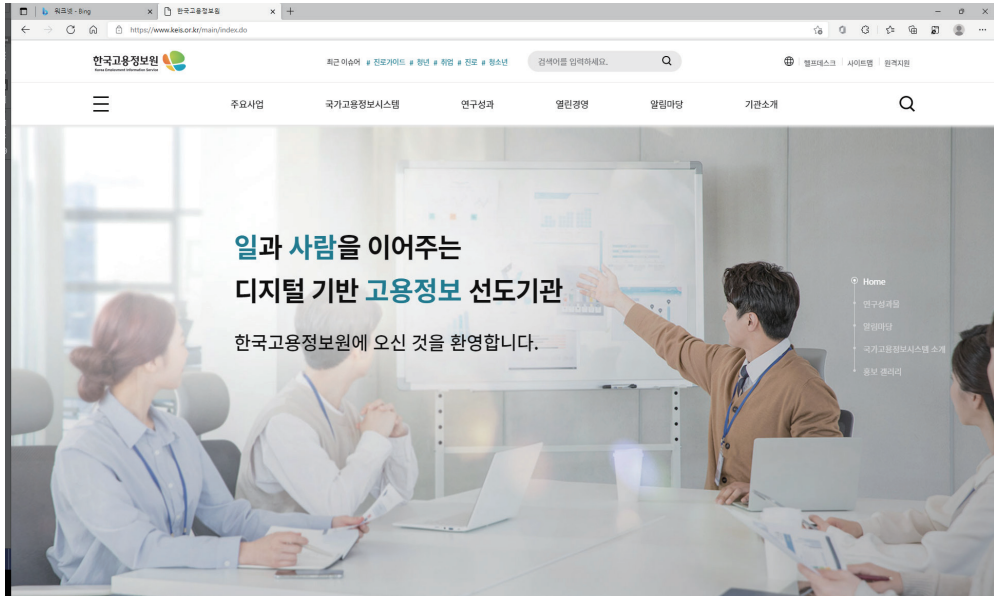 워크넷 - Bing
한국고용정보원
https://www.keis.or.kr/main/index.do
한국고용정보원
Korea Employment Information Service
최근 이슈어 # 진로가이드 # 청년 # 취업 # 진로 # 청소년
검색어를 입력하세요.
헬프데스크 사이트맵 원격지원
주요사업 국가고용정보시스템 연구성과 열린경영 알림마당 기관소개
일과 사람을 이어주는
디지털 기반 고용정보 선도기관
한국고용정보원에 오신 것을 환영합니다.
Home
연구성과물
알림마당
국가고용정보시스템 소개
홍보 갤러리